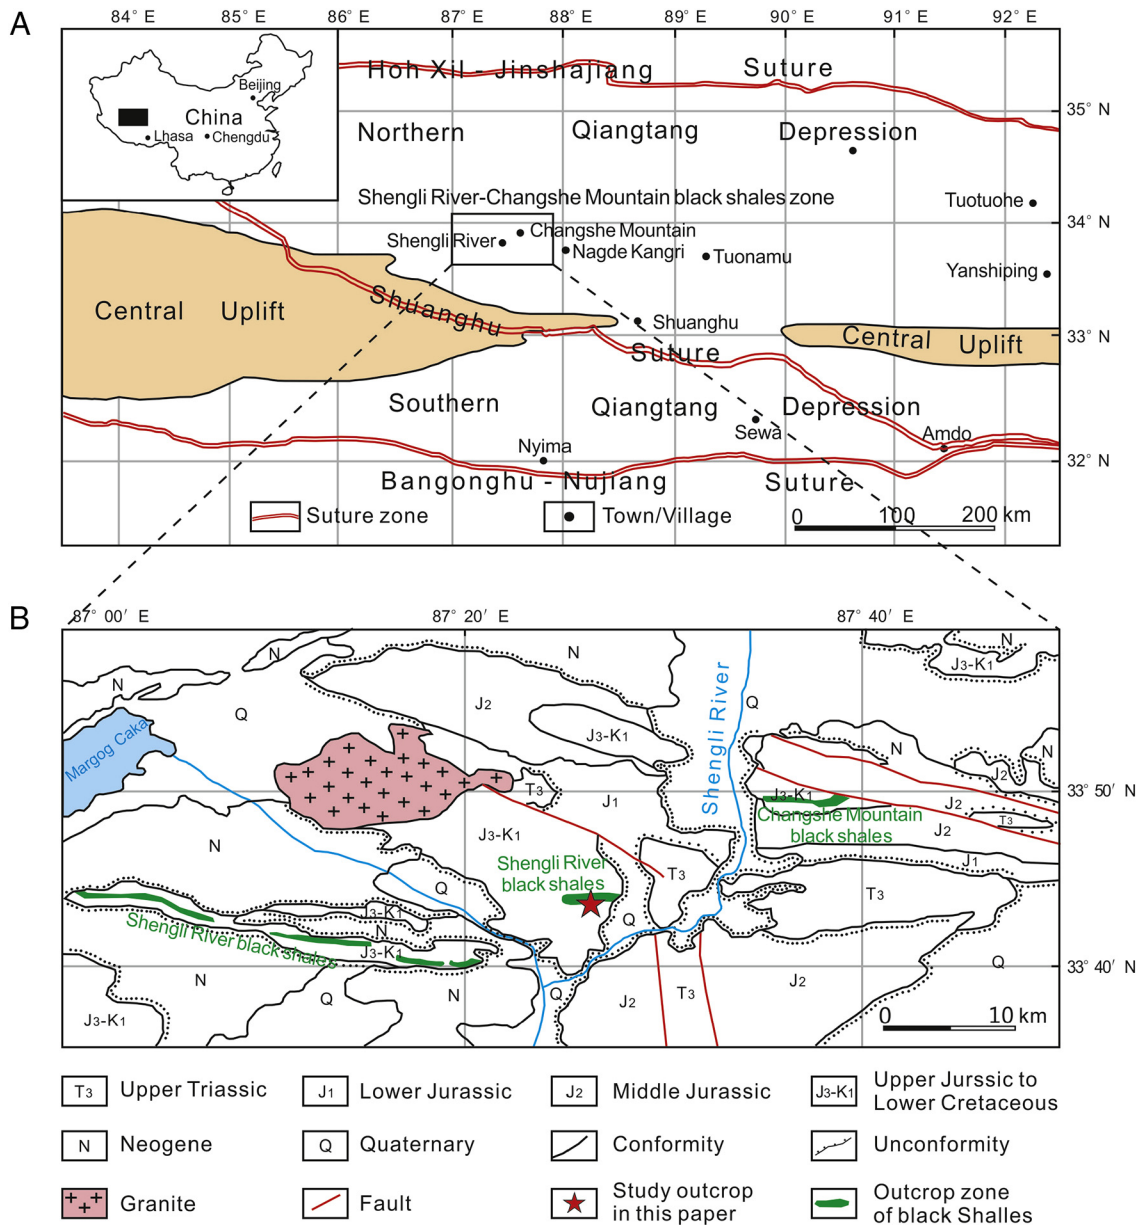 A
84° E 85° E 86° E 87° E 88° E 89° E 90° E 91° E 92° E
Hoh Xil - Jinshajiang Suture
Beijing
China
Lhasa Chengdu
35° N
Northern Qiangtang Depression
Shengli River-Changshe Mountain black shales zone
Tuotuohe
34° N
Changshe Mountain
Shengli River
Nagde Kangri
Tuonamu
Yanshiping
Central Uplift
Shuanghu
Shuanghu
Suture
33° N
Central Uplift
Southern Qiangtang Depression
Sewa
Amdo
Nyima
32° N
Bangonghu - Nujiang Suture
Suture zone
Town/Village
0 100 200 km
B
87° 00′ E 87° 20′ E 87° 40′ E
N
N
N
N
J3-K1
Q
J2
Q
Shengli River
J3-K1
Margog Caka
N
N
J2
T3
J1
J3-K1
33° 50′ N
J2
T3
Changshe Mountain
black shales
J2
J3-K1
N
Shengli River
black shales
T3
J1
T3
Q
J3-K1
Q
N
Shengli River black shales
J3-K1
33° 40′ N
N
Q
N
Q
J2
T3
J2
Q
J3-K1
0 10 km
T3 Upper Triassic
J1 Lower Jurassic
J2 Middle Jurassic
J3-K1 Upper Jurssic to
Lower Cretaceous
N Neogene
Q Quaternary
Conformity
Unconformity
Granite
Fault
Study outcrop
in this paper
Outcrop zone
of black Shalles